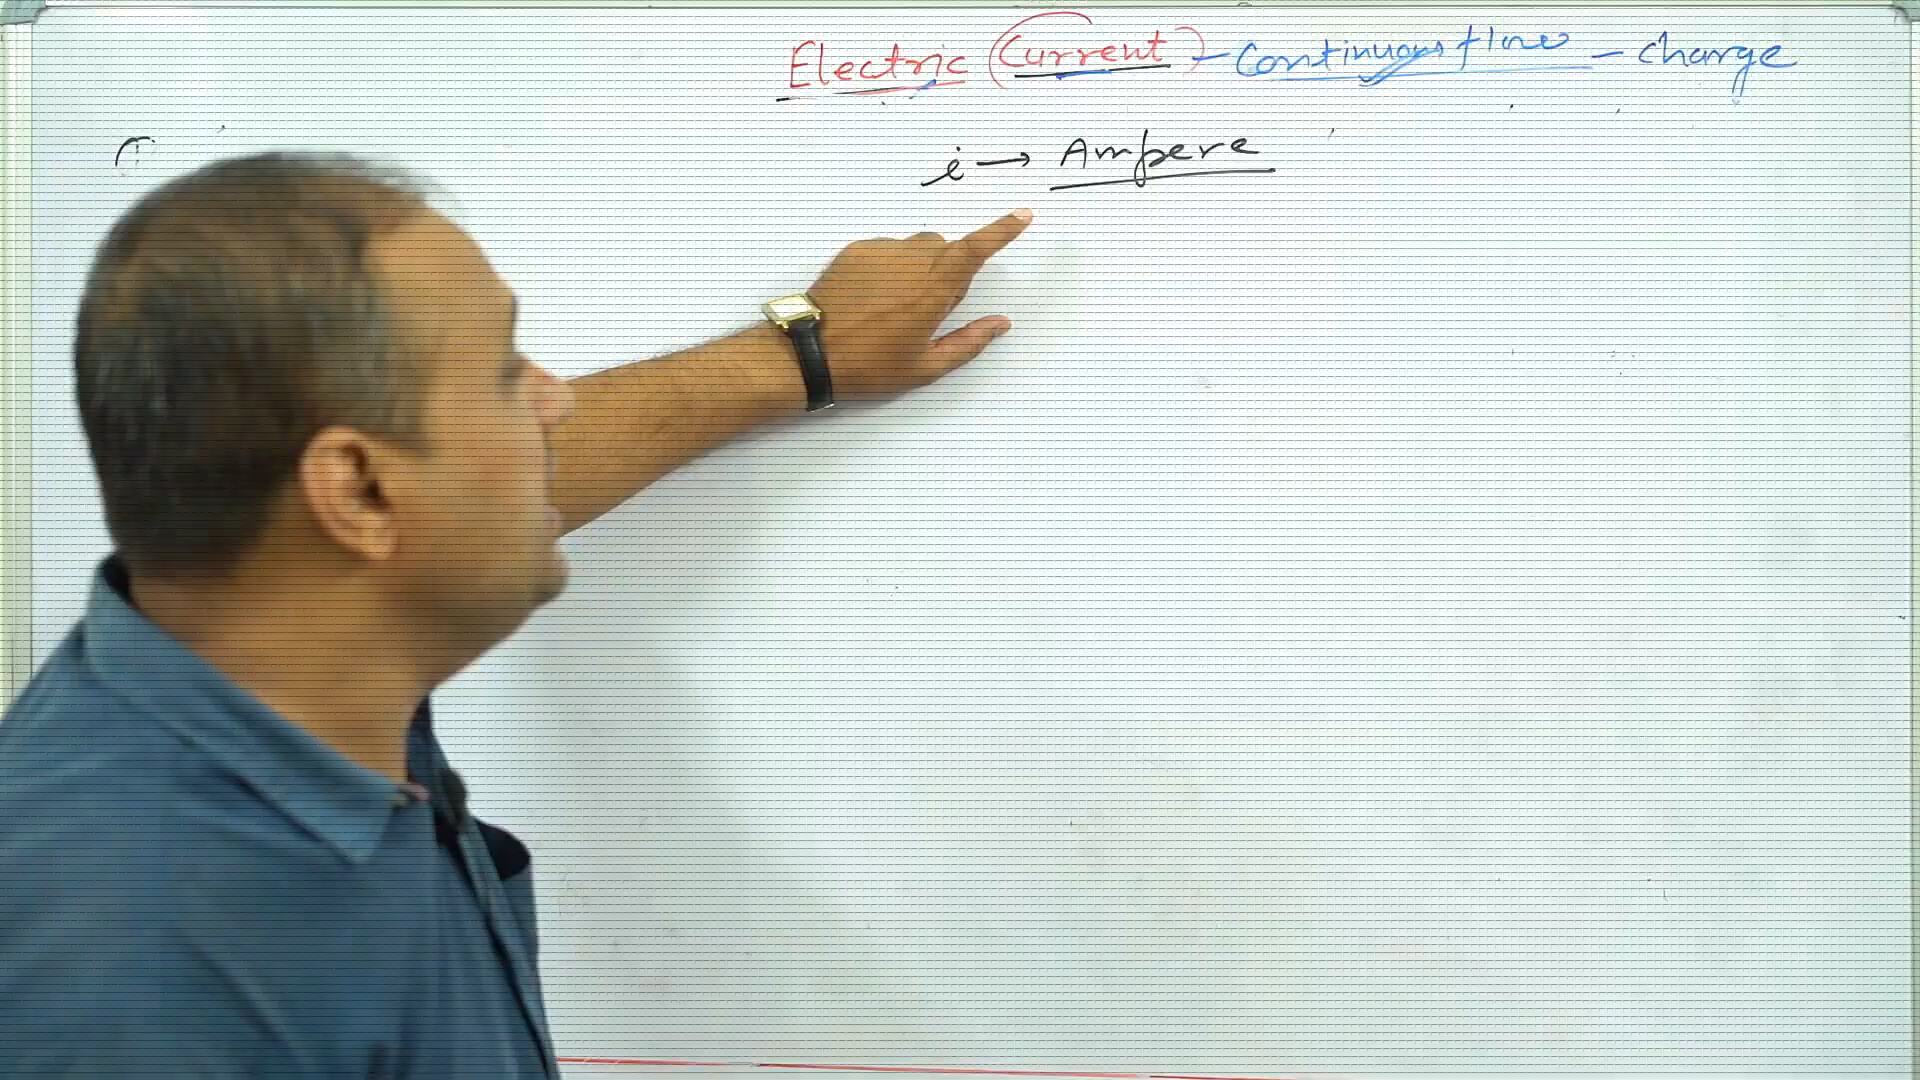 Electric (Current) - Continuous flow - charge
i → Ampere